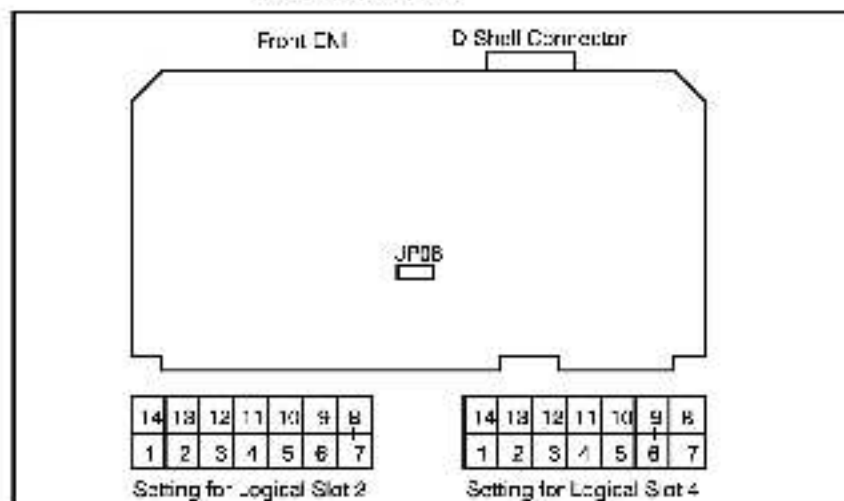 Front END D Shell Connector
JP06
14 13 12 11 10 9 8
1 2 3 4 5 6 7
Setting for Logical Slot 2
14 13 12 11 10 9 8
1 2 3 4 5 6 7
Setting for Logical Slot 4